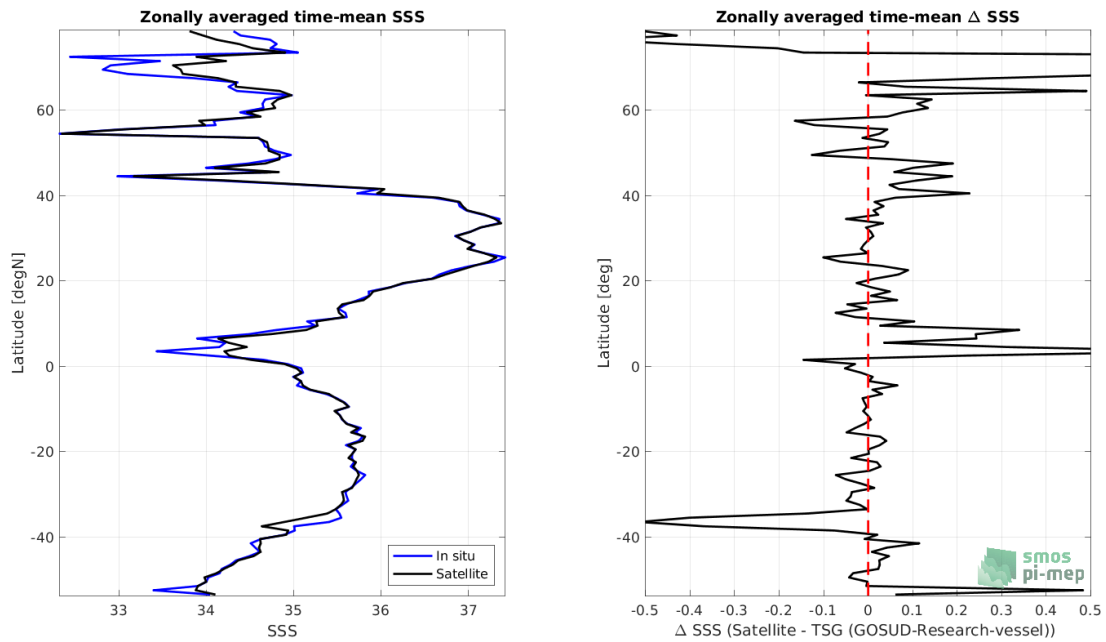 Zonally averaged time-mean SSS
Latitude [degN]
60
40
20
0
-20
-40
33
34
35
36
37
SSS
In situ
Satellite
Zonally averaged time-mean Δ SSS
Latitude [deg]
60
40
20
0
-20
-40
-0.5
-0.4
-0.3
-0.2
-0.1
0
0.1
0.2
0.3
0.4
0.5
Δ SSS (Satellite - TSG (GOSUD-Research-vessel))
smos
pi-mep